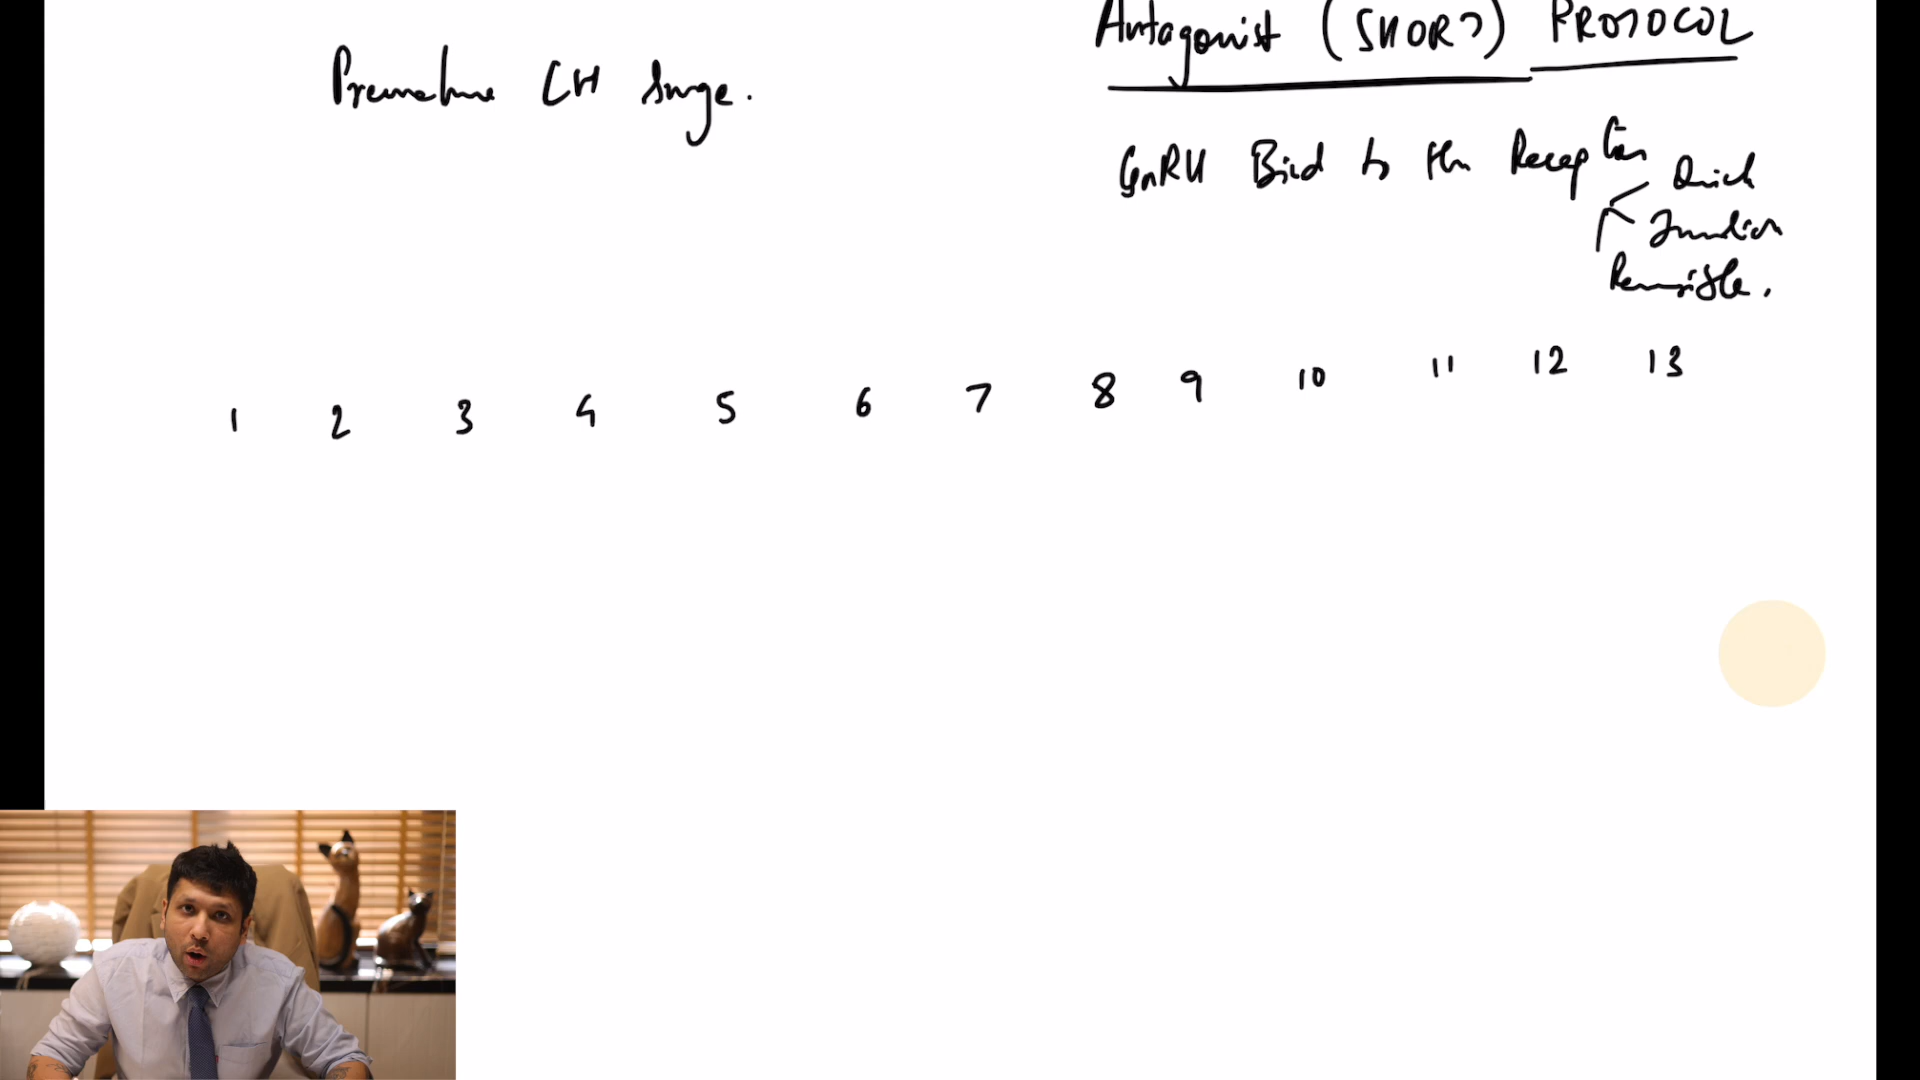 Antagonist (SHORT) PROTOCOL
Premature LH Surge.
GnRH Bind to the Receptor
Quick
Reversible.
1 2 3 4 5 6 7 8 9 10 11 12 13